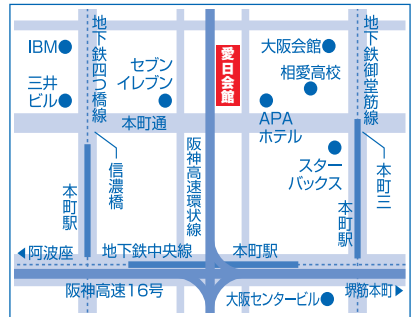 IBM
三井
ビル
地下鉄四つ橋線
セブン
イレブン
愛日会館
大阪会館
相愛高校
地下鉄御堂筋線
本町通
APA
ホテル
スター
バックス
信濃橋
阪神高速環状線
本町三
本町駅
本町駅
阿波座
地下鉄中央線
本町駅
阪神高速16号
大阪センタービル
堺筋本町